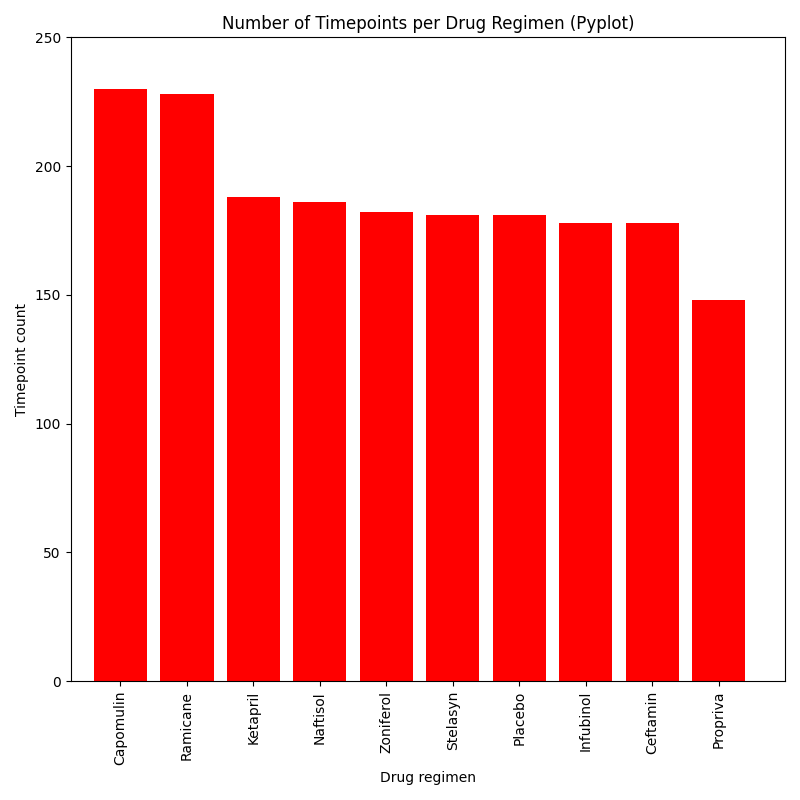 Number of Timepoints per Drug Regimen (Pyplot)
250
200
150
100
50
0
Timepoint count
Capomulin
Ramicane
Ketapril
Naftisol
Zoniferol
Stelasyn
Placebo
Infubinol
Ceftamin
Propriva
Drug regimen